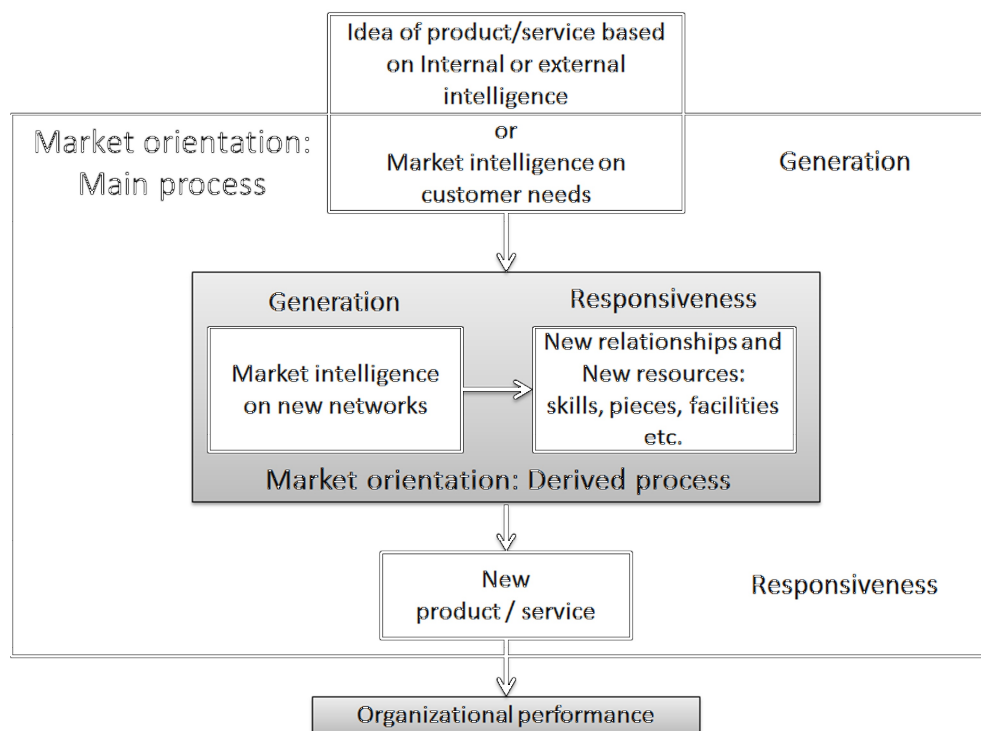 Idea of product/service based
on Internal or external
intelligence
or
Market intelligence on
customer needs
Market orientation:
Main process
Generation
Generation
Responsiveness
Market intelligence
on new networks
New relationships and
New resources:
skills, pieces, facilities
etc.
Market orientation: Derived process
New
product / service
Responsiveness
Organizational performance